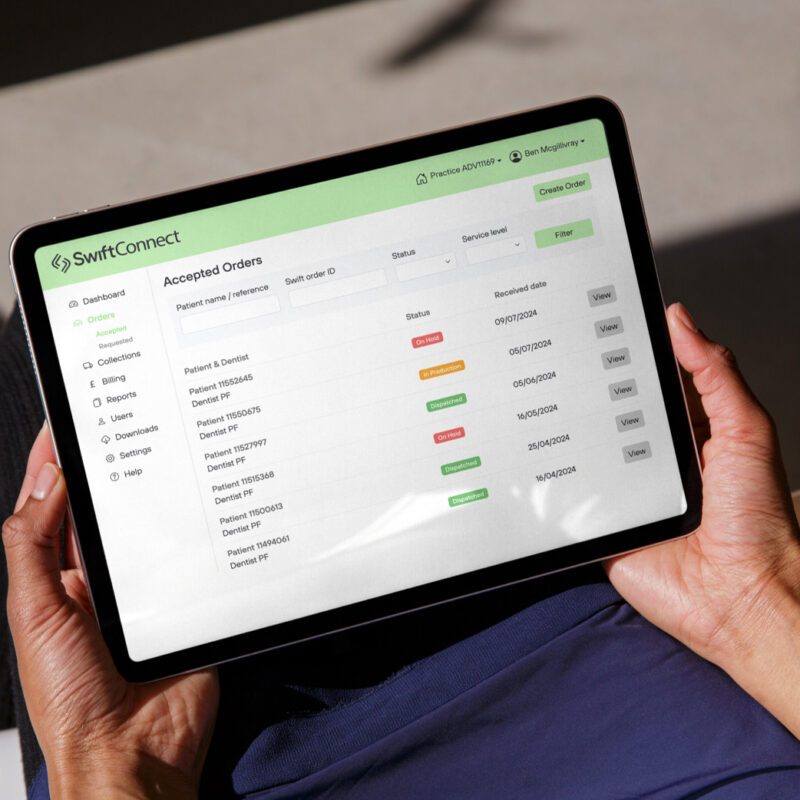 Practice ADV11169
Ben Mcgillivray
SwiftConnect
Create Order
Dashboard
Orders
Accepted
Requested
Collections
£ Billing
Reports
Users
Downloads
Settings
Help
Accepted Orders
Patient name / reference
Swift order ID
Status
Service level
Filter
Patient & Dentist
Status
Received date
Patient 11552645
Dentist PF
On Hold
09/07/2024
View
Patient 11550675
Dentist PF
In Production
05/07/2024
View
Patient 11527997
Dentist PF
Dispatched
05/06/2024
View
Patient 11515368
Dentist PF
On Hold
16/05/2024
View
Patient 11500613
Dentist PF
Dispatched
25/04/2024
View
Patient 11494061
Dentist PF
Dispatched
16/04/2024
View